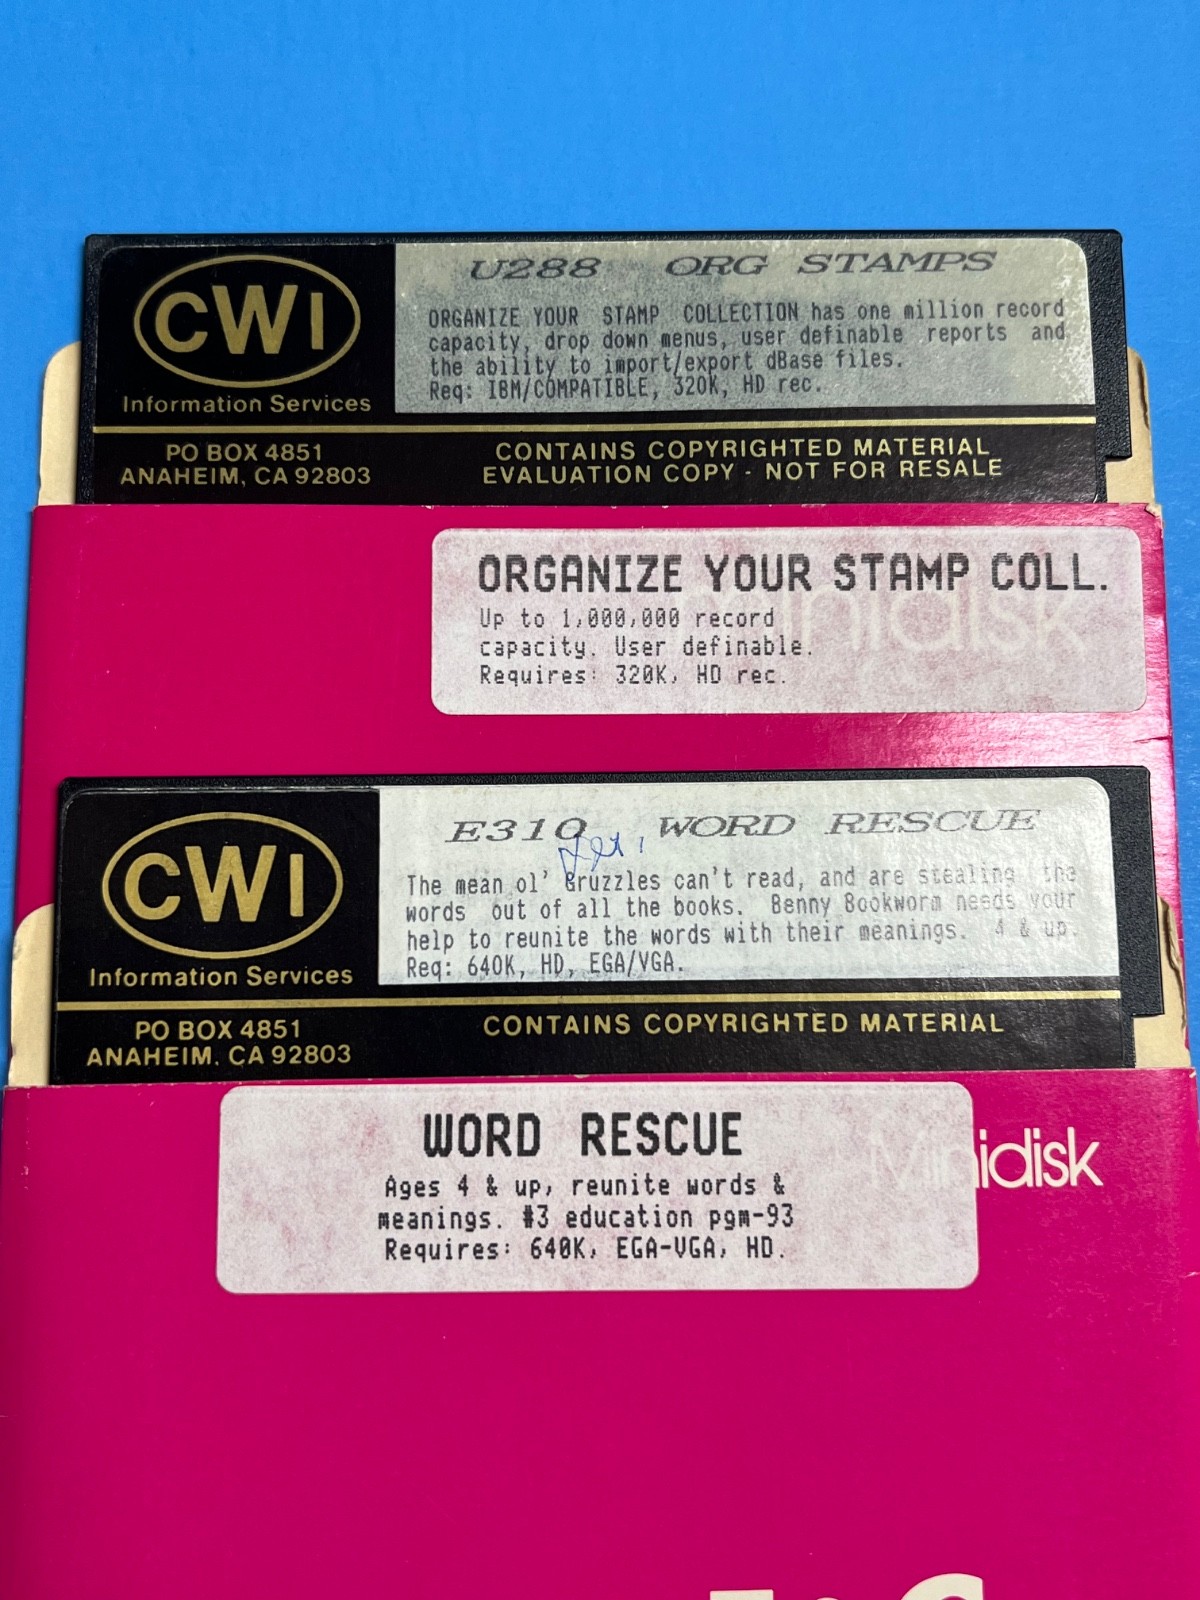 CWI
Information Services
PO BOX 4851
ANAHEIM, CA 92803
U288 ORG STAMPS
ORGANIZE YOUR STAMP COLLECTION has one million record
capacity, drop down menus, user definable reports and
the ability to import/export dBase files.
Req: IBM/COMPATIBLE, 320K, HD rec.
CONTAINS COPYRIGHTED MATERIAL
EVALUATION COPY - NOT FOR RESALE
ORGANIZE YOUR STAMP COLL.
Up to 1,000,000 record
capacity. User definable.
Requires: 320K, HD rec.
Minidisk
CWI
Information Services
PO BOX 4851
ANAHEIM, CA 92803
E310 WORD RESCUE
The mean ol' Gruzzles can't read, and are stealing the
words out of all the books. Benny Bookworm needs your
help to reunite the words with their meanings. 4 & up.
Req: 640K, HD, EGA/VGA.
CONTAINS COPYRIGHTED MATERIAL
WORD RESCUE
Ages 4 & up, reunite words &
meanings. #3 education pgm-93
Requires: 640K, EGA-VGA, HD.
Minidisk